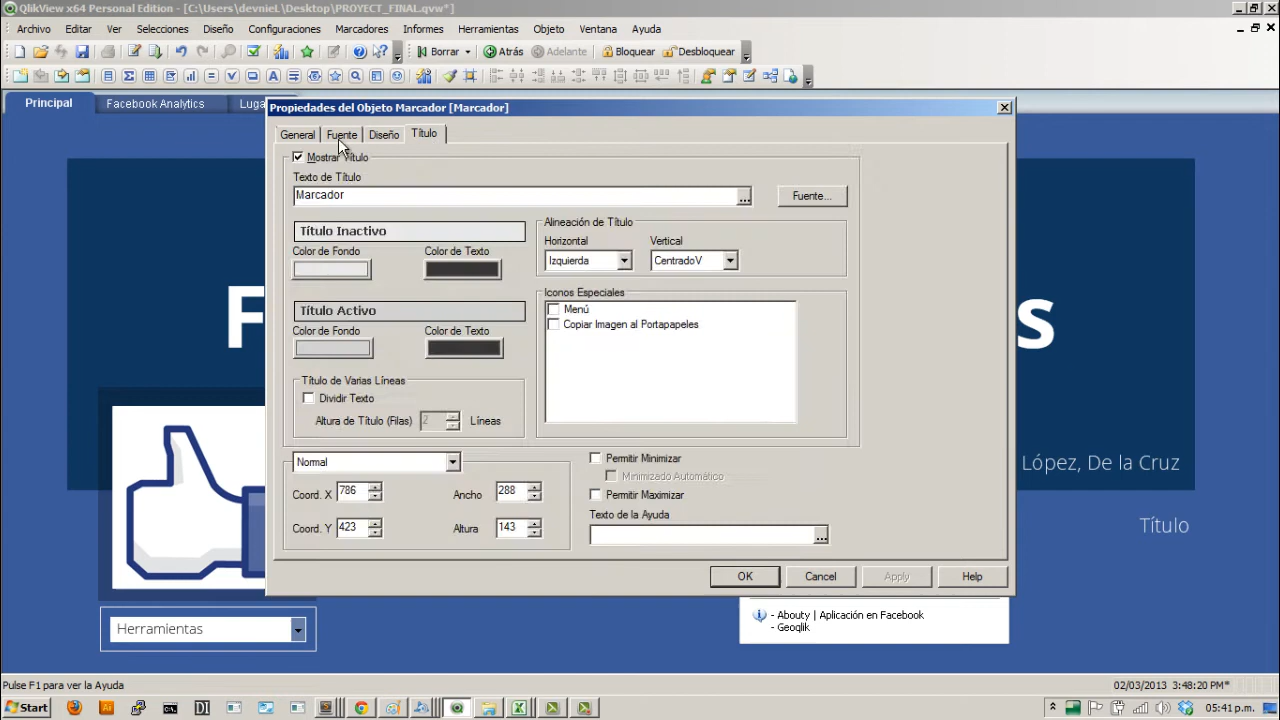 QlikView x64 Personal Edition - [C:\Users\devnieL\Desktop\PROYECT_FINAL.qvw*]
Archivo Editar Ver Selecciones Diseño Configuraciones Marcadores Informes Herramientas Objeto Ventana Ayuda
Borrar Atrás Adelante Bloquear Desbloquear
Principal Facebook Analytics
Propiedades del Objeto Marcador [Marcador]
General Fuente Diseño Título
Mostrar Título
Texto de Título
Marcador Fuente...
Título Inactivo
Color de Fondo Color de Texto
Alineación de Título
Horizontal Vertical
Izquierda CentradoV
Iconos Especiales
Menú
Copiar Imagen al Portapapeles
Título Activo
Color de Fondo Color de Texto
Título de Varias Líneas
Dividir Texto
Altura de Título (Filas) 2 Líneas
Normal
Coord. X 786 Ancho 288
Coord. Y 423 Altura 143
Permitir Minimizar
Minimizado Automático
Permitir Maximizar
Texto de la Ayuda
OK Cancel Apply Help
López, De la Cruz
Título
Herramientas
- Abouty | Aplicación en Facebook
- Geoqlik
Pulse F1 para ver la Ayuda 02/03/2013 3:48:20 PM*
Start DI 05:41 p.m.